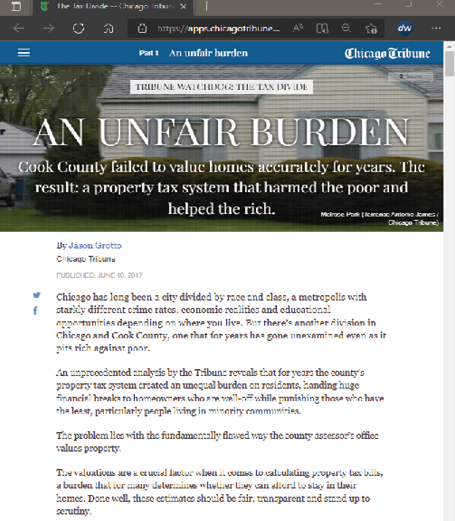 The Tax Divide -- Chicago Tribune
https://apps.chicagotribune...
Part 1 An unfair burden
Chicago Tribune
TRIBUNE WATCHDOG: THE TAX DIVIDE
AN UNFAIR BURDEN
Cook County failed to value homes accurately for years. The
result: a property tax system that harmed the poor and
helped the rich.
Melrose Park (Terrence Antonio James /
Chicago Tribune)
By Jason Grotto
Chicago Tribune
PUBLISHED: JUNE 10, 2017
Chicago has long been a city divided by race and class, a metropolis with
starkly different crime rates, economic realities and educational
opportunities depending on where you live. But there's another division in
Chicago and Cook County, one that for years has gone unexamined even as it
pits rich against poor.
An unprecedented analysis by the Tribune reveals that for years the county's
property tax system created an unequal burden on residents, handing huge
financial breaks to homeowners who are well-off while punishing those who have
the least, particularly people living in minority communities.
The problem lies with the fundamentally flawed way the county assessor's office
values property.
The valuations are a crucial factor when it comes to calculating property tax bills,
a burden that for many determines whether they can afford to stay in their
homes. Done well, these estimates should be fair, transparent and stand up to
scrutiny.